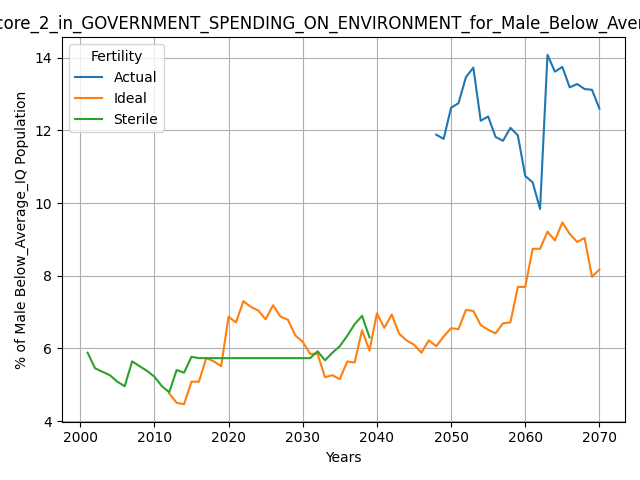 core_2_in_GOVERNMENT_SPENDING_ON_ENVIRONMENT_for_Male_Below_Aver
Fertility
Actual
Ideal
Sterile
% of Male Below_Average_IQ Population
14
12
10
8
6
4
2000 2010 2020 2030 2040 2050 2060 2070
Years